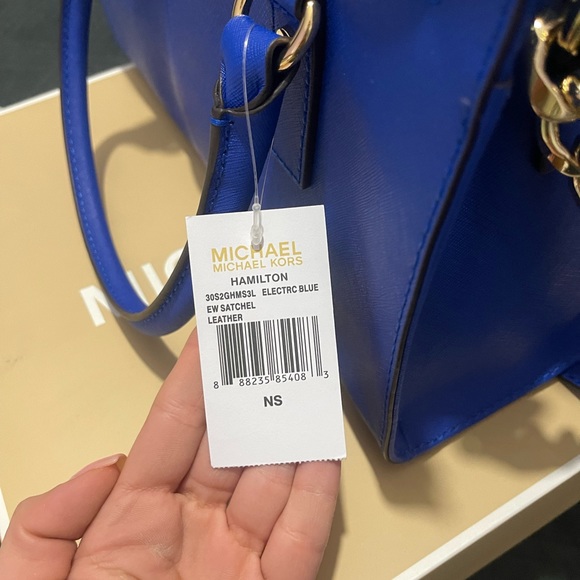 MICHAEL
MICHAEL KORS
HAMILTON
30S2GHMS3L ELECTRC BLUE
EW SATCHEL
LEATHER
8 88235 85408 3
NS